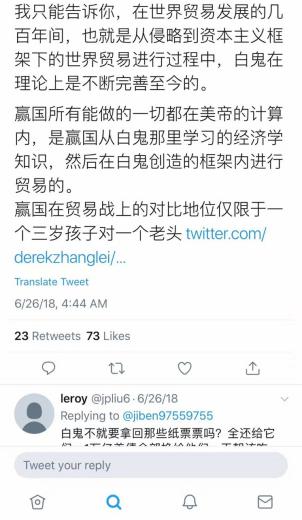 我只能告诉你，在世界贸易发展的几
百年间，也就是从侵略到资本主义框
架下的世界贸易进行过程中，白鬼在
理论上是不断完善至今的。
赢国所有能做的一切都在美帝的计算
内，是赢国从白鬼那里学习的经济学
知识，然后在白鬼创造的框架内进行
贸易的。
赢国在贸易战上的对比地位仅限于一
个三岁孩子对一个老头 twitter.com/
derekzhanglei/...
Translate Tweet
6/26/18, 4:44 AM
23 Retweets 73 Likes
leroy @jpliu6 · 6/26/18
Replying to @jiben97559755
白鬼不就要拿回那些纸票票吗？全还给它
Tweet your reply